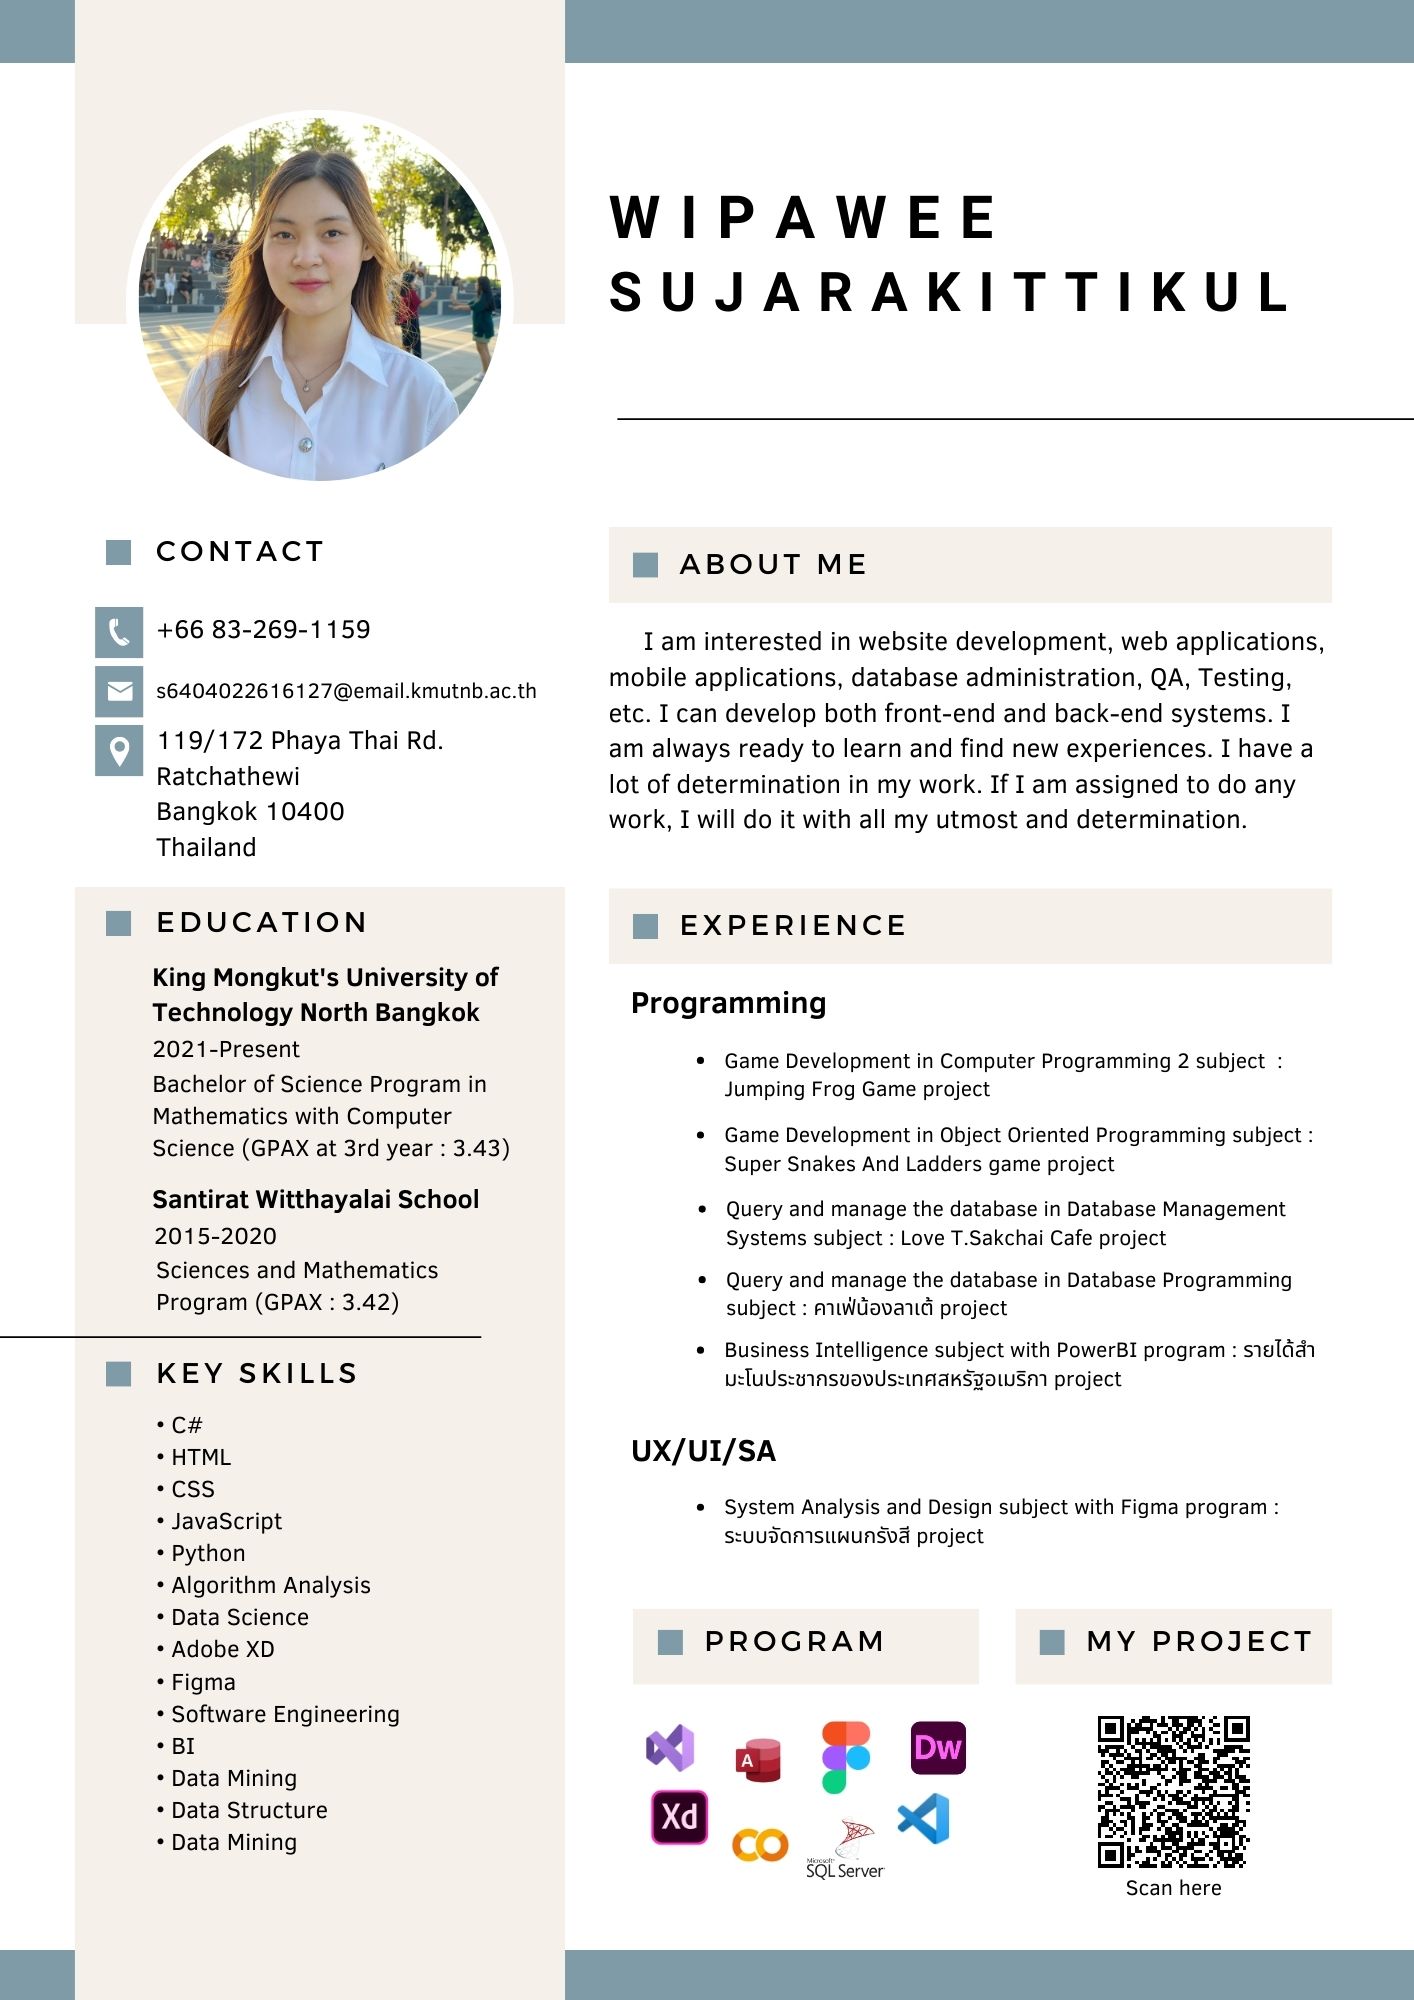 WIPAWEE
SUJARAKITTIKUL
CONTACT
+66 83-269-1159
s6404022616127@email.kmutnb.ac.th
119/172 Phaya Thai Rd.
Ratchathewi
Bangkok 10400
Thailand
EDUCATION
King Mongkut's University of
Technology North Bangkok
2021-Present
Bachelor of Science Program in
Mathematics with Computer
Science (GPAX at 3rd year : 3.43)
Santirat Witthayalai School
2015-2020
Sciences and Mathematics
Program (GPAX : 3.42)
KEY SKILLS
• C#
• HTML
• CSS
• JavaScript
• Python
• Algorithm Analysis
• Data Science
• Adobe XD
• Figma
• Software Engineering
• BI
• Data Mining
• Data Structure
• Data Mining
ABOUT ME
I am interested in website development, web applications,
mobile applications, database administration, QA, Testing,
etc. I can develop both front-end and back-end systems. I
am always ready to learn and find new experiences. I have a
lot of determination in my work. If I am assigned to do any
work, I will do it with all my utmost and determination.
EXPERIENCE
Programming
• Game Development in Computer Programming 2 subject :
Jumping Frog Game project
• Game Development in Object Oriented Programming subject :
Super Snakes And Ladders game project
• Query and manage the database in Database Management
Systems subject : Love T.Sakchai Cafe project
• Query and manage the database in Database Programming
subject : คาเฟ่น้องลาเต้ project
• Business Intelligence subject with PowerBI program : รายได้สำ
มะโนประชากรของประเทศสหรัฐอเมริกา project
UX/UI/SA
• System Analysis and Design subject with Figma program :
ระบบจัดการแผนกรังสี project
PROGRAM
A
Dw
Xd
Microsoft
SQL Server
MY PROJECT
Scan here